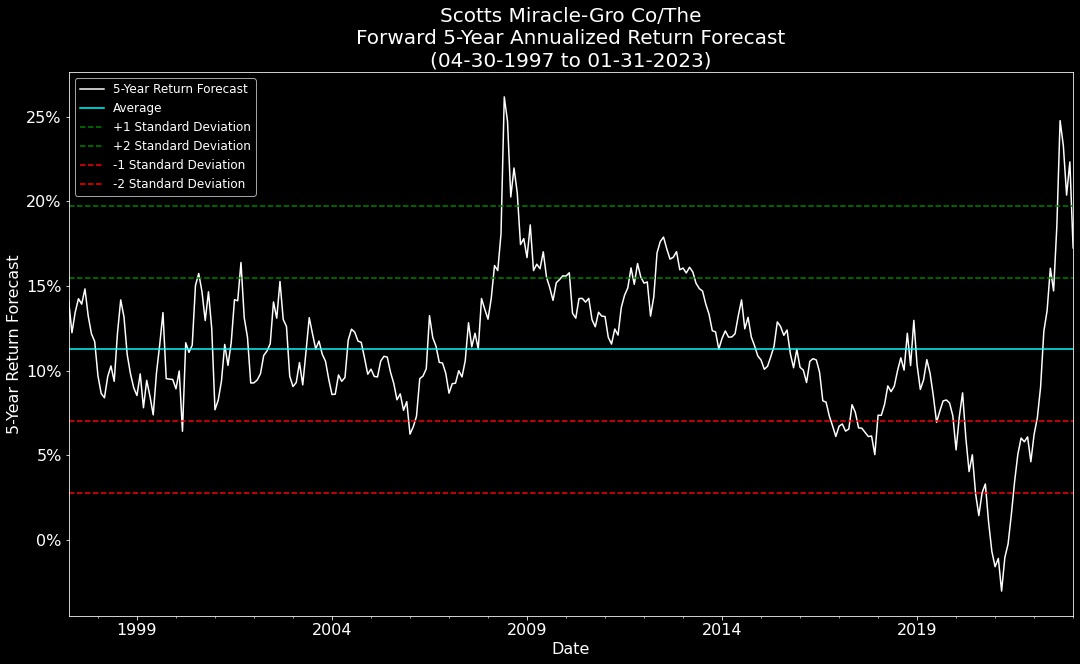 Scotts Miracle-Gro Co/The
Forward 5-Year Annualized Return Forecast
(04-30-1997 to 01-31-2023)
5-Year Return Forecast
Average
+1 Standard Deviation
+2 Standard Deviation
-1 Standard Deviation
-2 Standard Deviation
25%
20%
15%
10%
5%
0%
5-Year Return Forecast
1999
2004
2009
2014
2019
Date